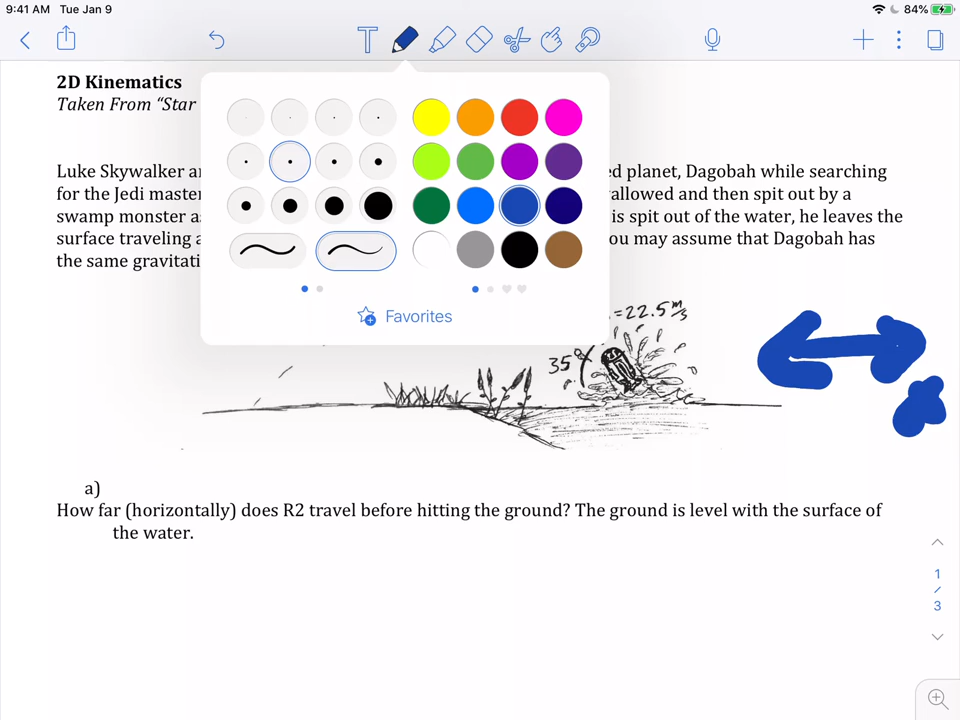 9:41 AM Tue Jan 9 84%
T
2D Kinematics
Taken From “Star
Luke Skywalker ed planet, Dagobah while searching
for the Jedi master allowed and then spit out by a
swamp monster is spit out of the water, he leaves the
surface traveling ou may assume that Dagobah has
the same
Favorites
=22.5 m/s
35°
a)
How far (horizontally) does R2 travel before hitting the ground? The ground is level with the surface of
the water.
1
/
3